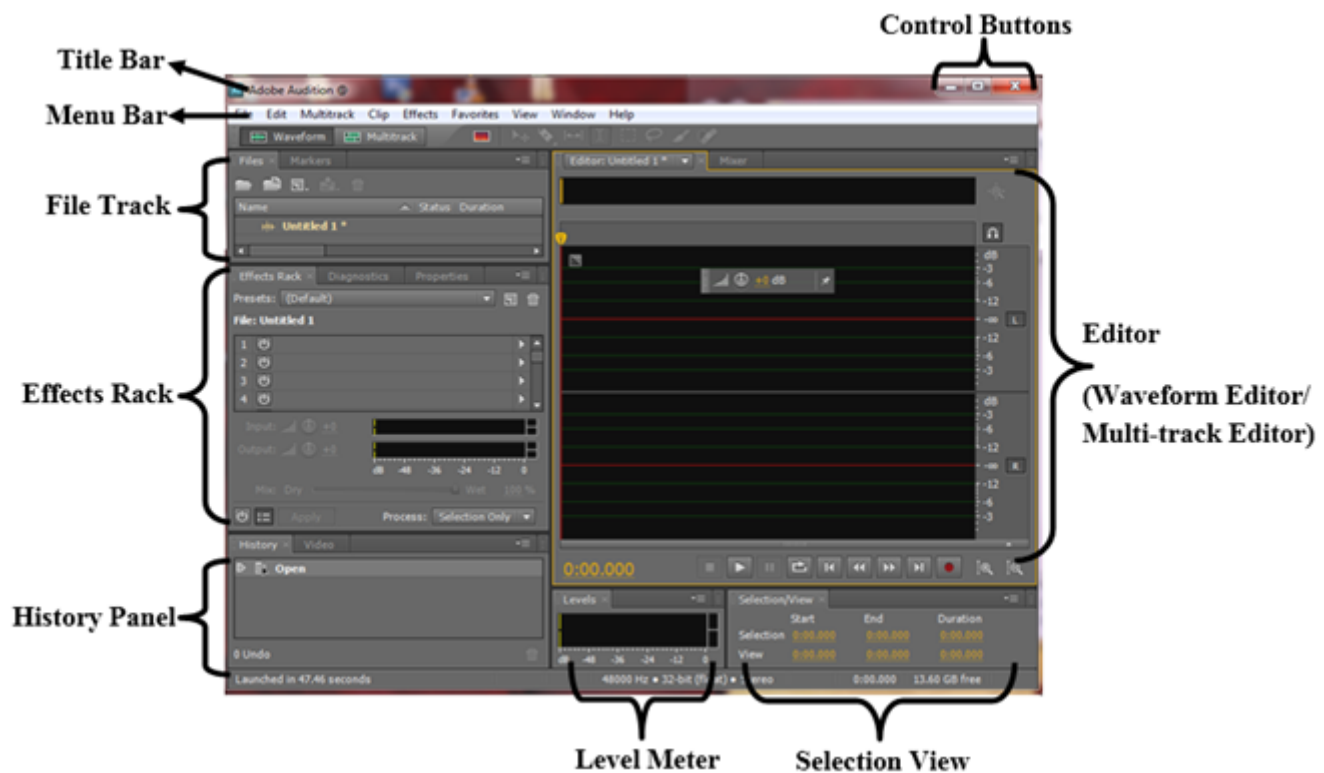 Control Buttons
Title Bar
Adobe Audition
Menu Bar
File Edit Multitrack Clip Effects Favorites View Window Help
Waveform Multitrack
File Track
Files Markers
Name Status Duration
Untitled 1 *
Editor: Untitled 1 * Mixer
Effects Rack
Effects Rack Diagnostics Properties
Presets: (Default)
File: Untitled 1
1
2
3
4
Input: +0
Output: +0
dB -48 -36 -24 -12 0
Mix: Dry Wet 100 %
Apply Process: Selection Only
+0 dB
dB
-3
-6
-12
-∞ L
-12
-6
-3
dB
-3
-6
-12
-∞ R
-12
-6
-3
Editor
(Waveform Editor/
Multi-track Editor)
0:00.000
History Panel
History Video
Open
0 Undo
Launched in 47.46 seconds
Levels
dB -48 -36 -24 -12 0
Selection/View
Start End Duration
Selection 0:00.000 0:00.000 0:00.000
View 0:00.000 0:00.000 0:00.000
48000 Hz • 32-bit (float) • Stereo 0:00.000 13.60 GB free
Level Meter
Selection View